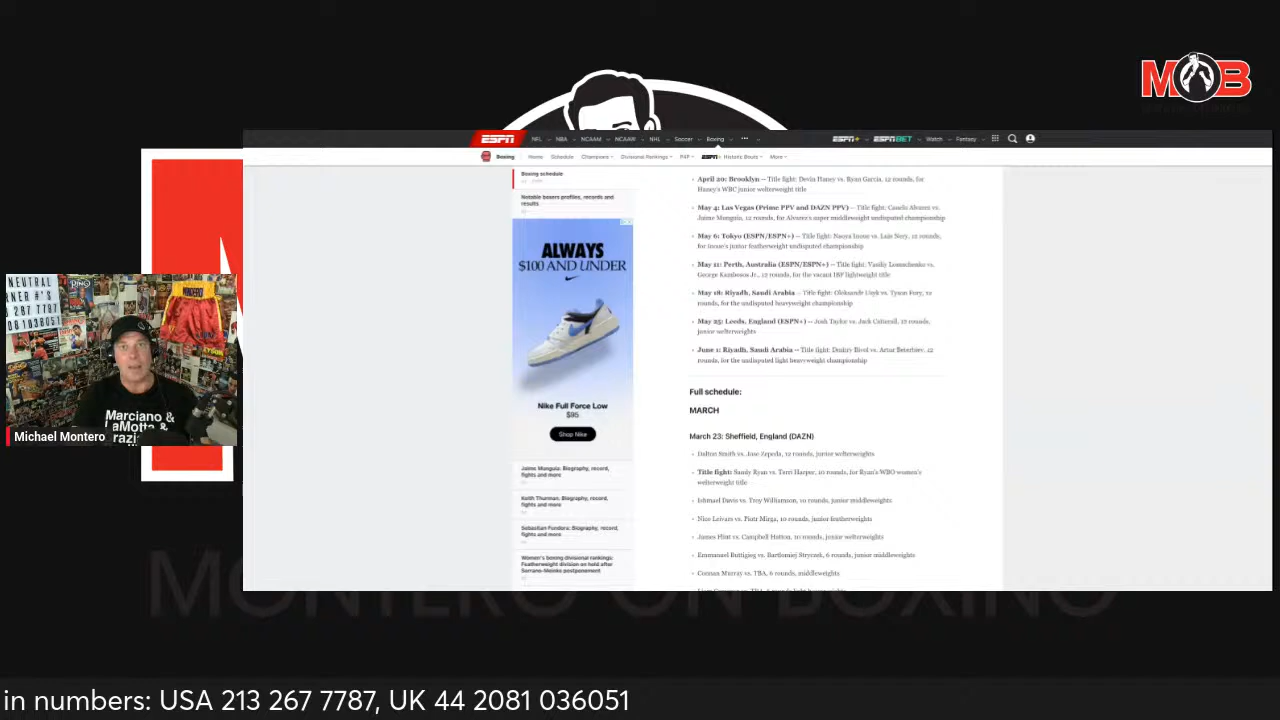 M B
ESPN
NFL NBA NCAAM NCAAW NHL Soccer Boxing ••• ESPN+ ESPN BET Watch Fantasy
Boxing Home Schedule Champions Divisional Rankings P4P ESPN+ Historic Bouts More
Boxing schedule
Notable boxers profiles, records and
results
ALWAYS
$100 AND UNDER
Nike Full Force Low
$95
Shop Nike
Jaime Munguia: Biography, record,
fights and more
Keith Thurman: Biography, record,
fights and more
Sebastian Fundora: Biography, record,
fights and more
Women's boxing divisional rankings:
Featherweight division on hold after
Serrano-Meinke postponement
April 20: Brooklyn -- Title fight: Devin Haney vs. Ryan Garcia, 12 rounds, for
Haney's WBC junior welterweight title
May 4: Las Vegas (Prime PPV and DAZN PPV) -- Title fight: Canelo Alvarez vs.
Jaime Munguia, 12 rounds, for Alvarez's super middleweight undisputed championship
May 6: Tokyo (ESPN/ESPN+) -- Title fight: Naoya Inoue vs. Luis Nery, 12 rounds,
for Inoue's junior featherweight undisputed championship
May 11: Perth, Australia (ESPN/ESPN+) -- Title fight: Vasiliy Lomachenko vs.
George Kambosos Jr., 12 rounds, for the vacant IBF lightweight title
May 18: Riyadh, Saudi Arabia -- Title fight: Oleksandr Usyk vs. Tyson Fury, 12
rounds, for the undisputed heavyweight championship
May 25: Leeds, England (ESPN+) -- Josh Taylor vs. Jack Catterall, 12 rounds,
junior welterweights
June 1: Riyadh, Saudi Arabia -- Title fight: Dmitry Bivol vs. Artur Beterbiev, 12
rounds, for the undisputed light heavyweight championship
Full schedule:
MARCH
March 23: Sheffield, England (DAZN)
Dalton Smith vs. Jose Zepeda, 12 rounds, junior welterweights
Title fight: Sandy Ryan vs. Terri Harper, 10 rounds, for Ryan's WBO women's
welterweight title
Ishmael Davis vs. Troy Williamson, 10 rounds, junior middleweights
Nico Leivars vs. Piotr Mirga, 10 rounds, junior featherweights
James Flint vs. Campbell Hatton, 10 rounds, junior welterweights
Emmanuel Buttigieg vs. Bartlomiej Stryczek, 6 rounds, junior middleweights
Connan Murray vs. TBA, 6 rounds, middleweights
NEUTRAL
Marciano &
LaMotta &
Michael Montero
MONTERO ON BOXING
in numbers: USA 213 267 7787, UK 44 2081 036051